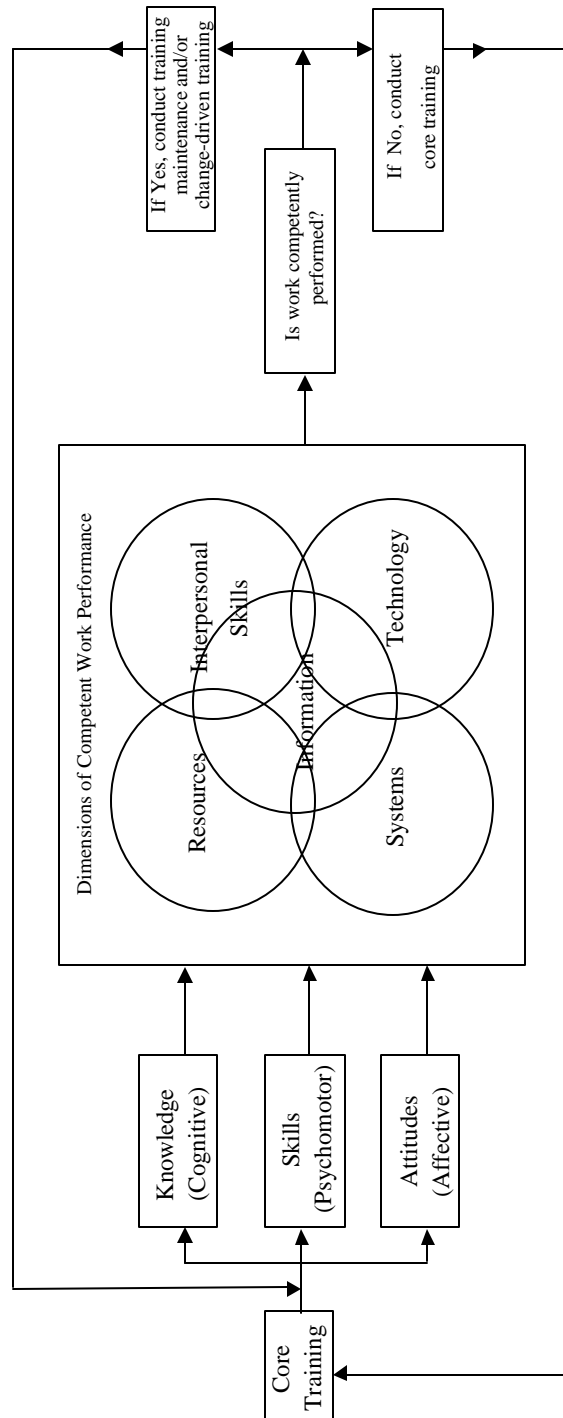 Core
Training
Knowledge
(Cognitive)
Skills
(Psychomotor)
Attitudes
(Affective)
Dimensions of Competent Work Performance
Resources
Interpersonal
Skills
Information
Systems
Technology
Is work competently
performed?
If Yes, conduct training
maintenance and/or
change-driven training
If No, conduct
core training